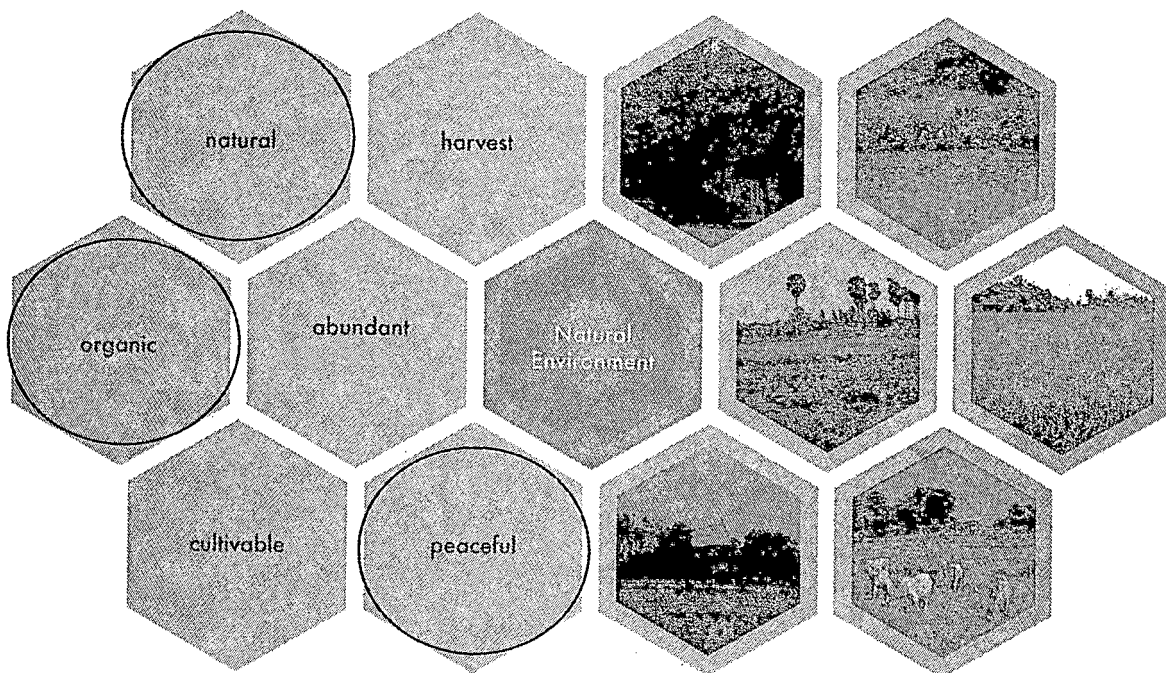 natural
harvest
organic
abundant
Natural
Environment
cultivable
peaceful